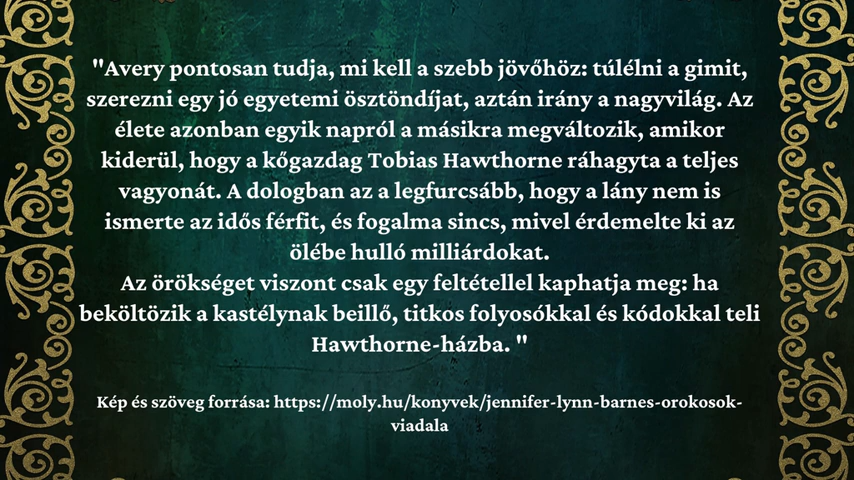 "Avery pontosan tudja, mi kell a szebb jövőhöz: túlélni a gimit,
szerezni egy jó egyetemi ösztöndíjat, aztán irány a nagyvilág. Az
élete azonban egyik napról a másikra megváltozik, amikor
kiderül, hogy a kőgazdag Tobias Hawthorne ráhagyta a teljes
vagyonát. A dologban az a legfurcsább, hogy a lány nem is
ismerte az idős férfit, és fogalma sincs, mivel érdemelte ki az
ölébe hulló milliárdokat.
Az örökséget viszont csak egy feltétellel kaphatja meg: ha
beköltözik a kastélynak beillő, titkos folyosókkal és kódokkal teli
Hawthorne-házba. "
Kép és szöveg forrása: https://moly.hu/konyvek/jennifer-lynn-barnes-orokosok-
viadala